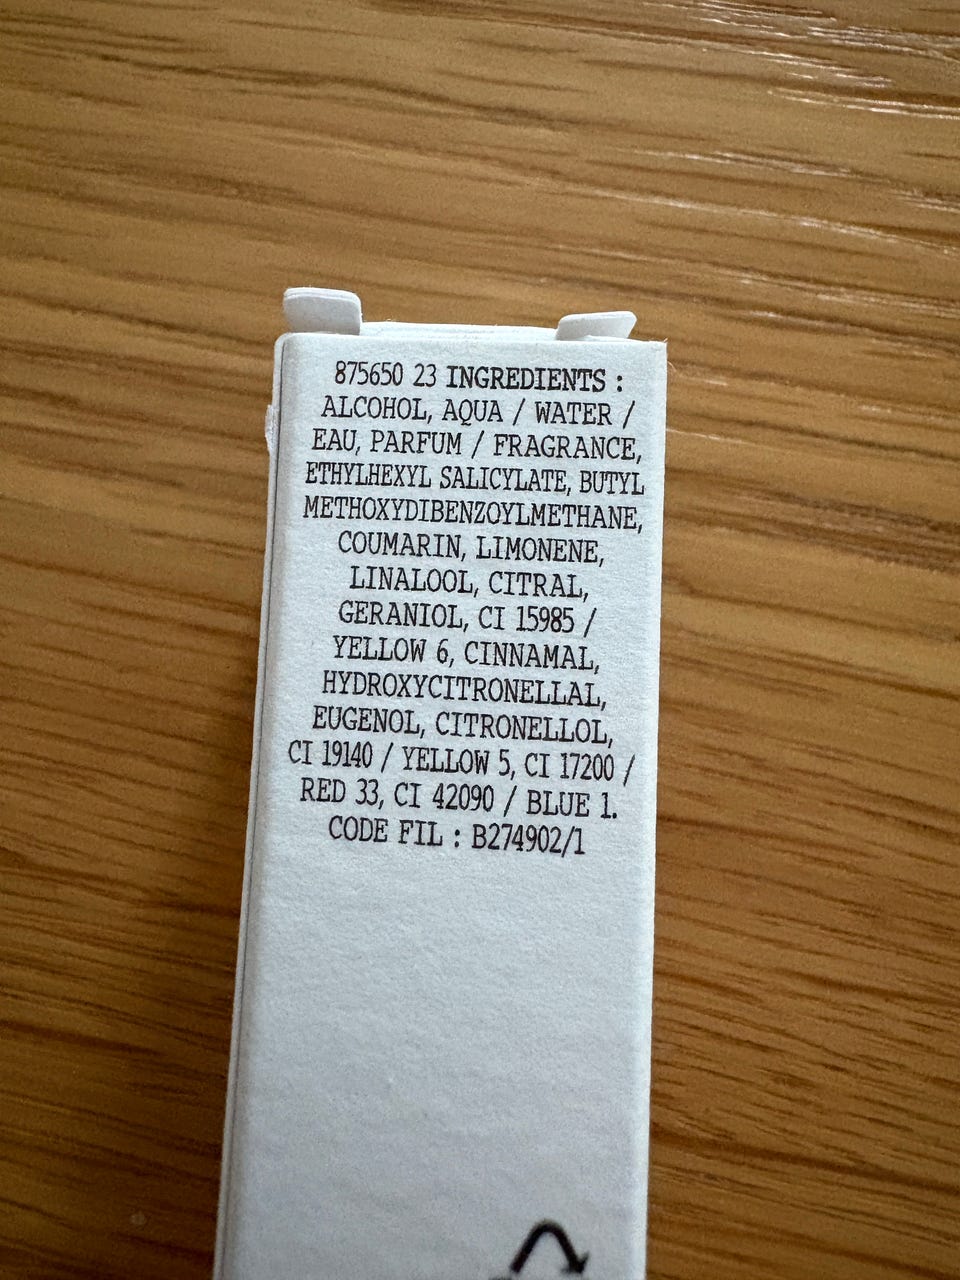 875650 23 INGREDIENTS :
ALCOHOL, AQUA / WATER /
EAU, PARFUM / FRAGRANCE,
ETHYLHEXYL SALICYLATE, BUTYL
METHOXYDIBENZOYLMETHANE,
COUMARIN, LIMONENE,
LINALOOL, CITRAL,
GERANIOL, CI 15985 /
YELLOW 6, CINNAMAL,
HYDROXYCITRONELLAL,
EUGENOL, CITRONELLOL,
CI 19140 / YELLOW 5, CI 17200 /
RED 33, CI 42090 / BLUE 1.
CODE FIL : B274902/1